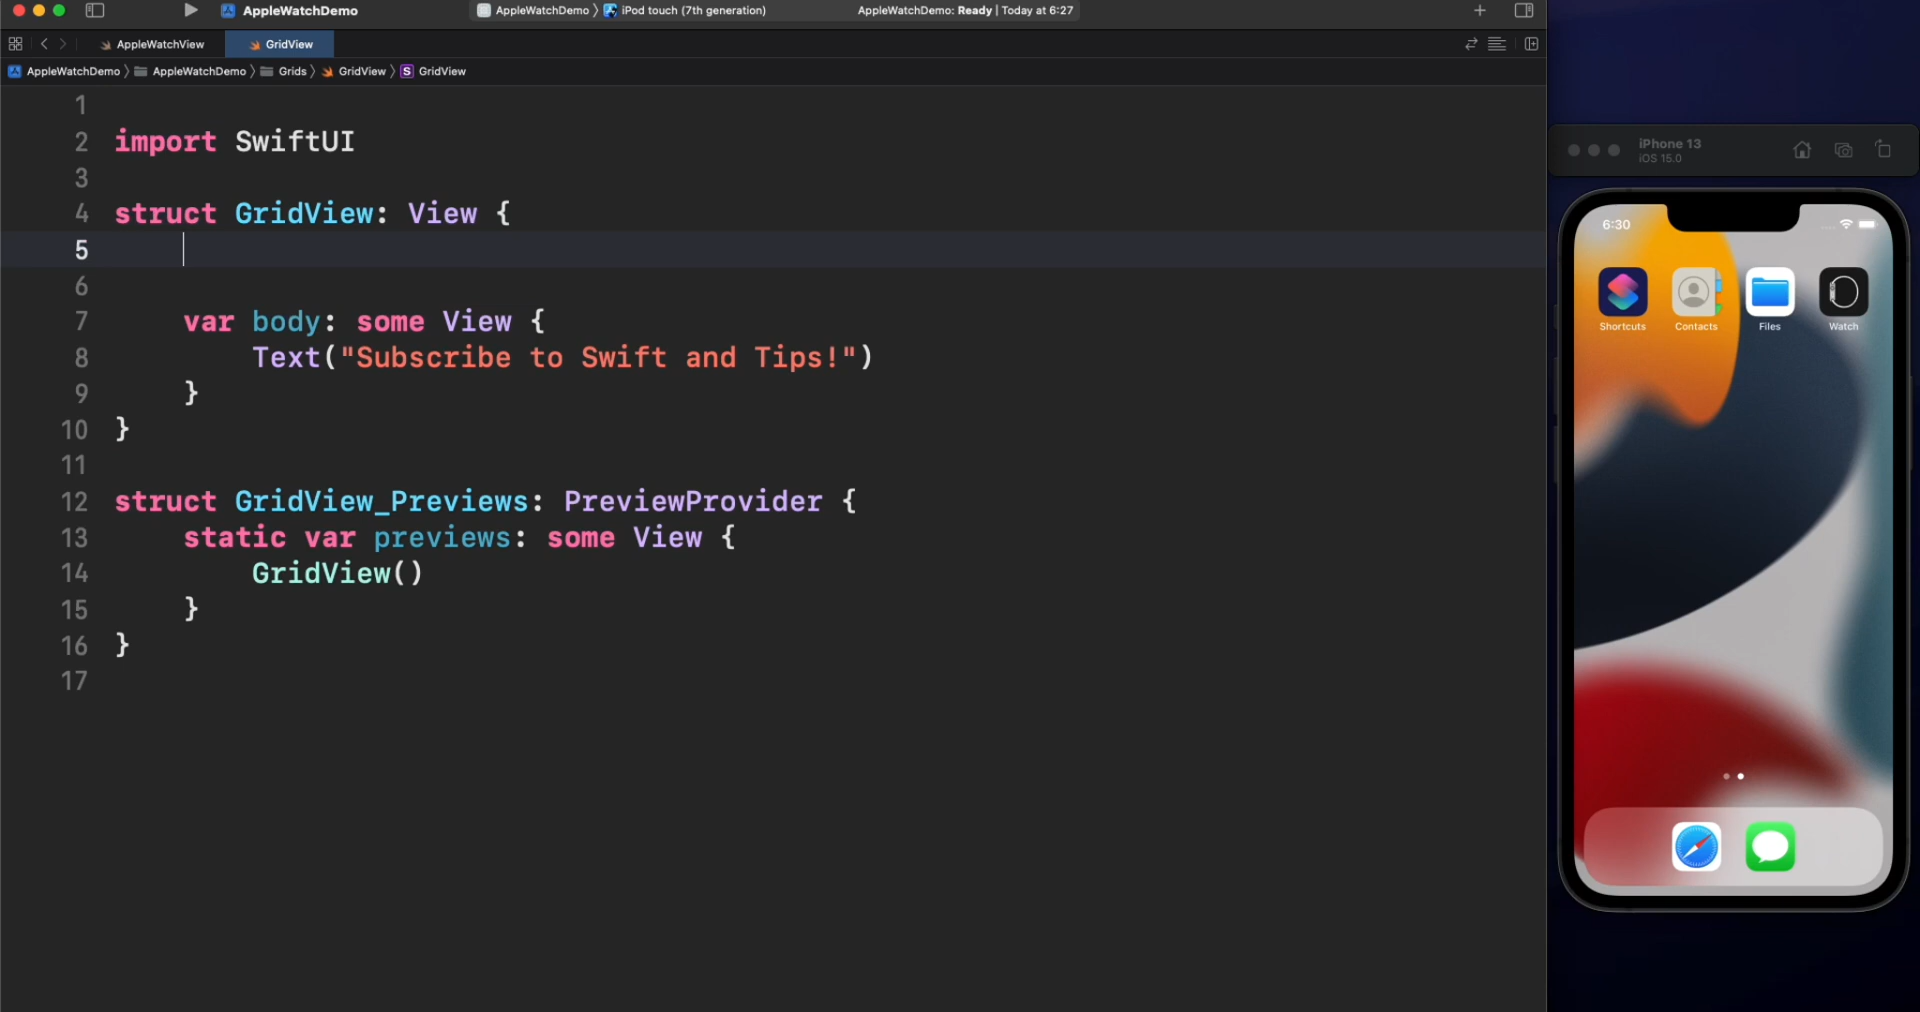 AppleWatchDemo
AppleWatchDemo 〉 iPod touch (7th generation)
AppleWatchDemo: Ready | Today at 6:27
AppleWatchView
GridView
AppleWatchDemo 〉 AppleWatchDemo 〉 Grids 〉 GridView 〉 S GridView
1
2 import SwiftUI
3
4 struct GridView: View {
5
6
7 var body: some View {
8 Text("Subscribe to Swift and Tips!")
9 }
10 }
11
12 struct GridView_Previews: PreviewProvider {
13 static var previews: some View {
14 GridView()
15 }
16 }
17
iPhone 13
iOS 15.0
6:30
Shortcuts
Contacts
Files
Watch